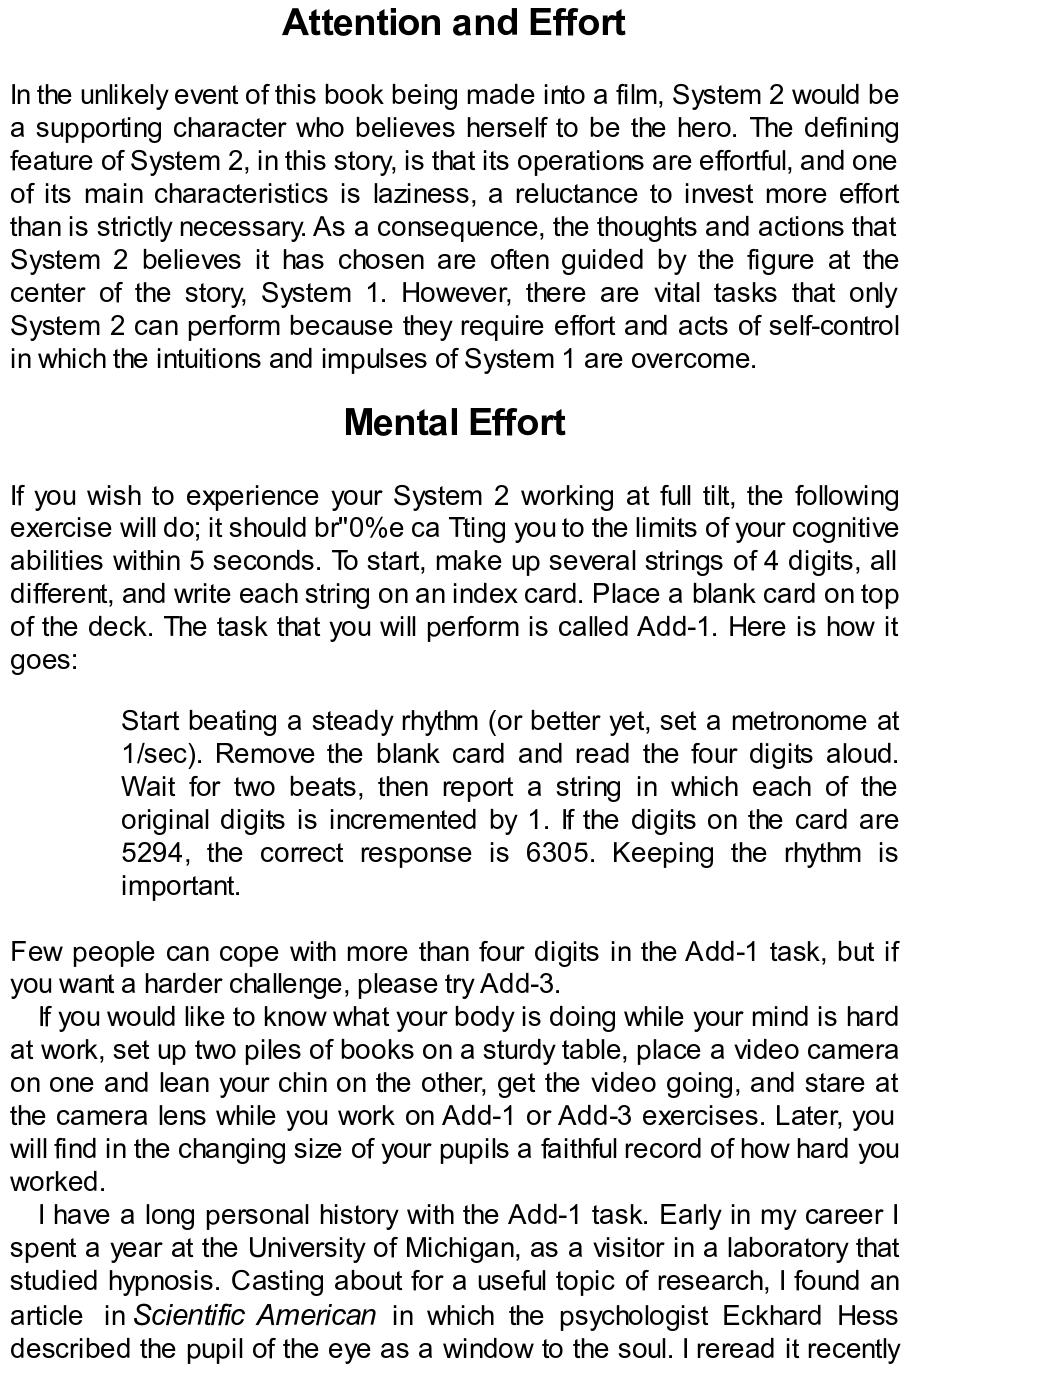 Attention and Effort
In the unlikely event of this book being made into a film, System 2 would be
a supporting character who believes herself to be the hero. The defining
feature of System 2, in this story, is that its operations are effortful, and one
of its main characteristics is laziness, a reluctance to invest more effort
than is strictly necessary. As a consequence, the thoughts and actions that
System 2 believes it has chosen are often guided by the figure at the
center of the story, System 1. However, there are vital tasks that only
System 2 can perform because they require effort and acts of self-control
in which the intuitions and impulses of System 1 are overcome.
Mental Effort
If you wish to experience your System 2 working at full tilt, the following
exercise will do; it should br"0%e ca Tting you to the limits of your cognitive
abilities within 5 seconds. To start, make up several strings of 4 digits, all
different, and write each string on an index card. Place a blank card on top
of the deck. The task that you will perform is called Add-1. Here is how it
goes:
Start beating a steady rhythm (or better yet, set a metronome at
1/sec). Remove the blank card and read the four digits aloud.
Wait for two beats, then report a string in which each of the
original digits is incremented by 1. If the digits on the card are
5294, the correct response is 6305. Keeping the rhythm is
important.
Few people can cope with more than four digits in the Add-1 task, but if
you want a harder challenge, please try Add-3.
If you would like to know what your body is doing while your mind is hard
at work, set up two piles of books on a sturdy table, place a video camera
on one and lean your chin on the other, get the video going, and stare at
the camera lens while you work on Add-1 or Add-3 exercises. Later, you
will find in the changing size of your pupils a faithful record of how hard you
worked.
I have a long personal history with the Add-1 task. Early in my career I
spent a year at the University of Michigan, as a visitor in a laboratory that
studied hypnosis. Casting about for a useful topic of research, I found an
article in Scientific American in which the psychologist Eckhard Hess
described the pupil of the eye as a window to the soul. I reread it recently